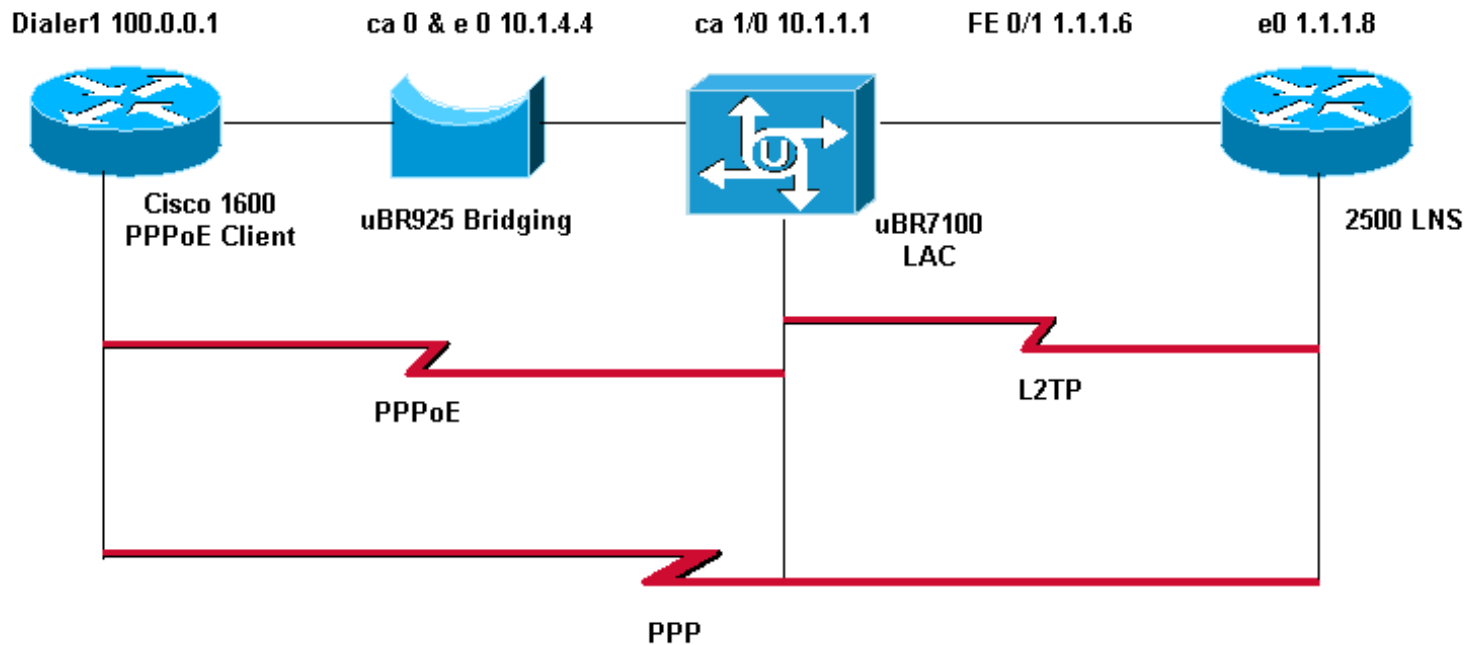 Dialer1 100.0.0.1
ca 0 & e 0 10.1.4.4
ca 1/0 10.1.1.1
FE 0/1 1.1.1.6
e0 1.1.1.8
U
Cisco 1600
PPPoE Client
uBR925 Bridging
uBR7100
LAC
2500 LNS
PPPoE
L2TP
PPP